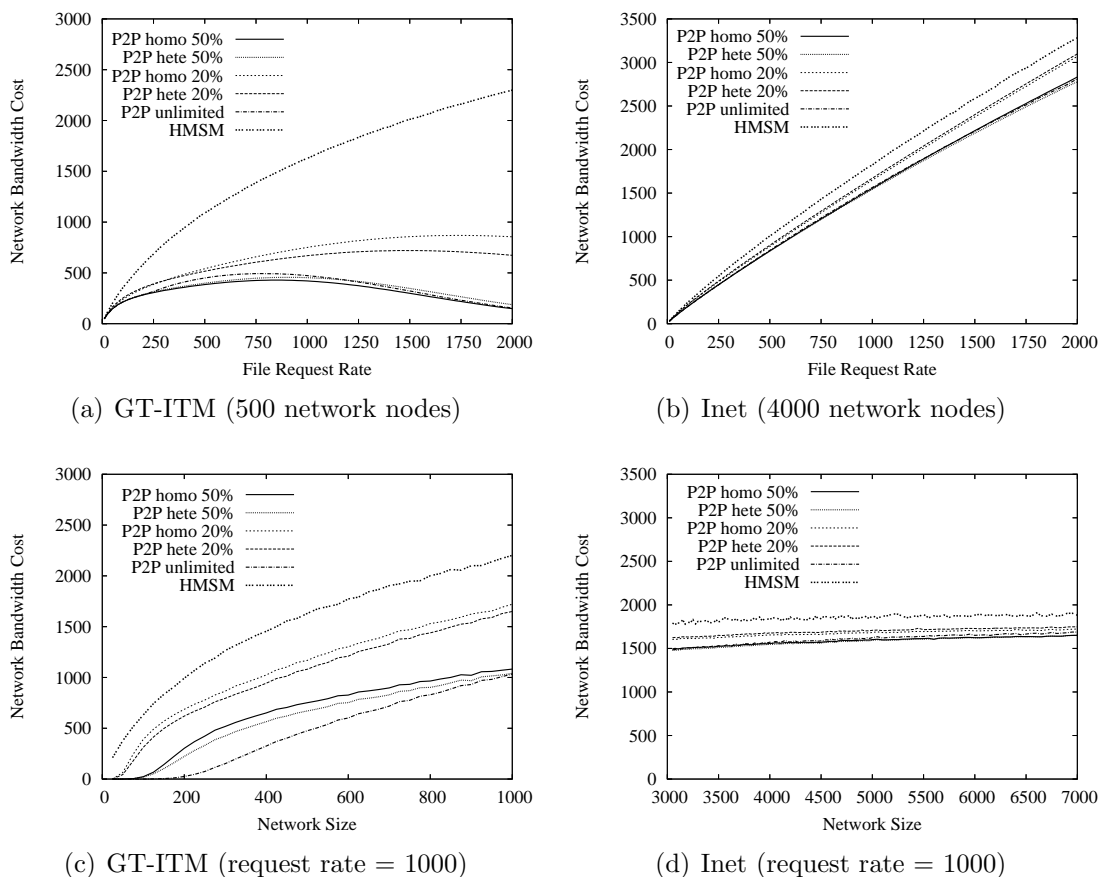 Network Bandwidth Cost
3000
2500
2000
1500
1000
500
0
P2P homo 50%
P2P hete 50%
P2P homo 20%
P2P hete 20%
P2P unlimited
HMSM
0 250 500 750 1000 1250 1500 1750 2000
File Request Rate
(a) GT-ITM (500 network nodes)
Network Bandwidth Cost
3500
3000
2500
2000
1500
1000
500
0
P2P homo 50%
P2P hete 50%
P2P homo 20%
P2P hete 20%
P2P unlimited
HMSM
0 250 500 750 1000 1250 1500 1750 2000
File Request Rate
(b) Inet (4000 network nodes)
Network Bandwidth Cost
3000
2500
2000
1500
1000
500
0
P2P homo 50%
P2P hete 50%
P2P homo 20%
P2P hete 20%
P2P unlimited
HMSM
0 200 400 600 800 1000
Network Size
(c) GT-ITM (request rate = 1000)
Network Bandwidth Cost
3500
3000
2500
2000
1500
1000
500
0
P2P homo 50%
P2P hete 50%
P2P homo 20%
P2P hete 20%
P2P unlimited
HMSM
3000 3500 4000 4500 5000 5500 6000 6500 7000
Network Size
(d) Inet (request rate = 1000)